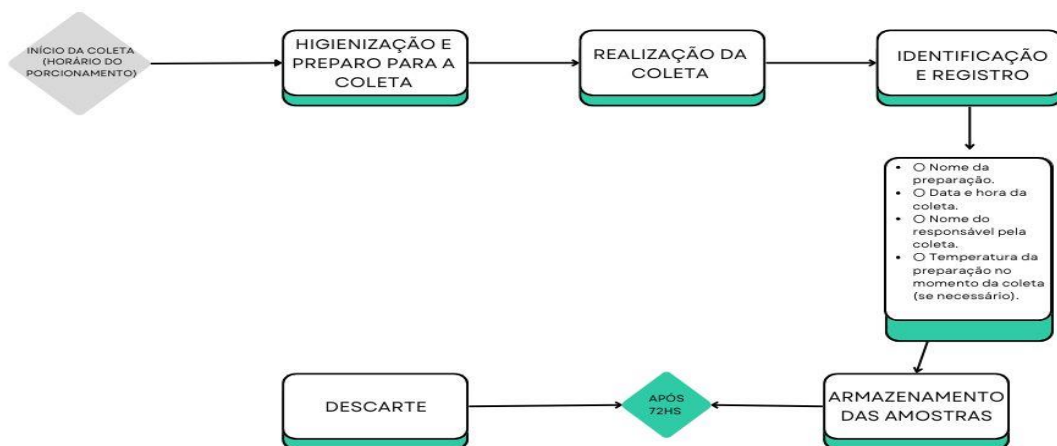 INÍCIO DA COLETA
(HORÁRIO DO
PORCIONAMENTO)
HIGIENIZAÇÃO E
PREPARO PARA A
COLETA
REALIZAÇÃO DA
COLETA
IDENTIFICAÇÃO
E REGISTRO
• ○ Nome da
preparação.
• ○ Data e hora da
coleta.
• ○ Nome do
responsável pela
coleta.
• ○ Temperatura da
preparação no
momento da coleta
(se necessário).
ARMAZENAMENTO
DAS AMOSTRAS
APÓS
72HS
DESCARTE